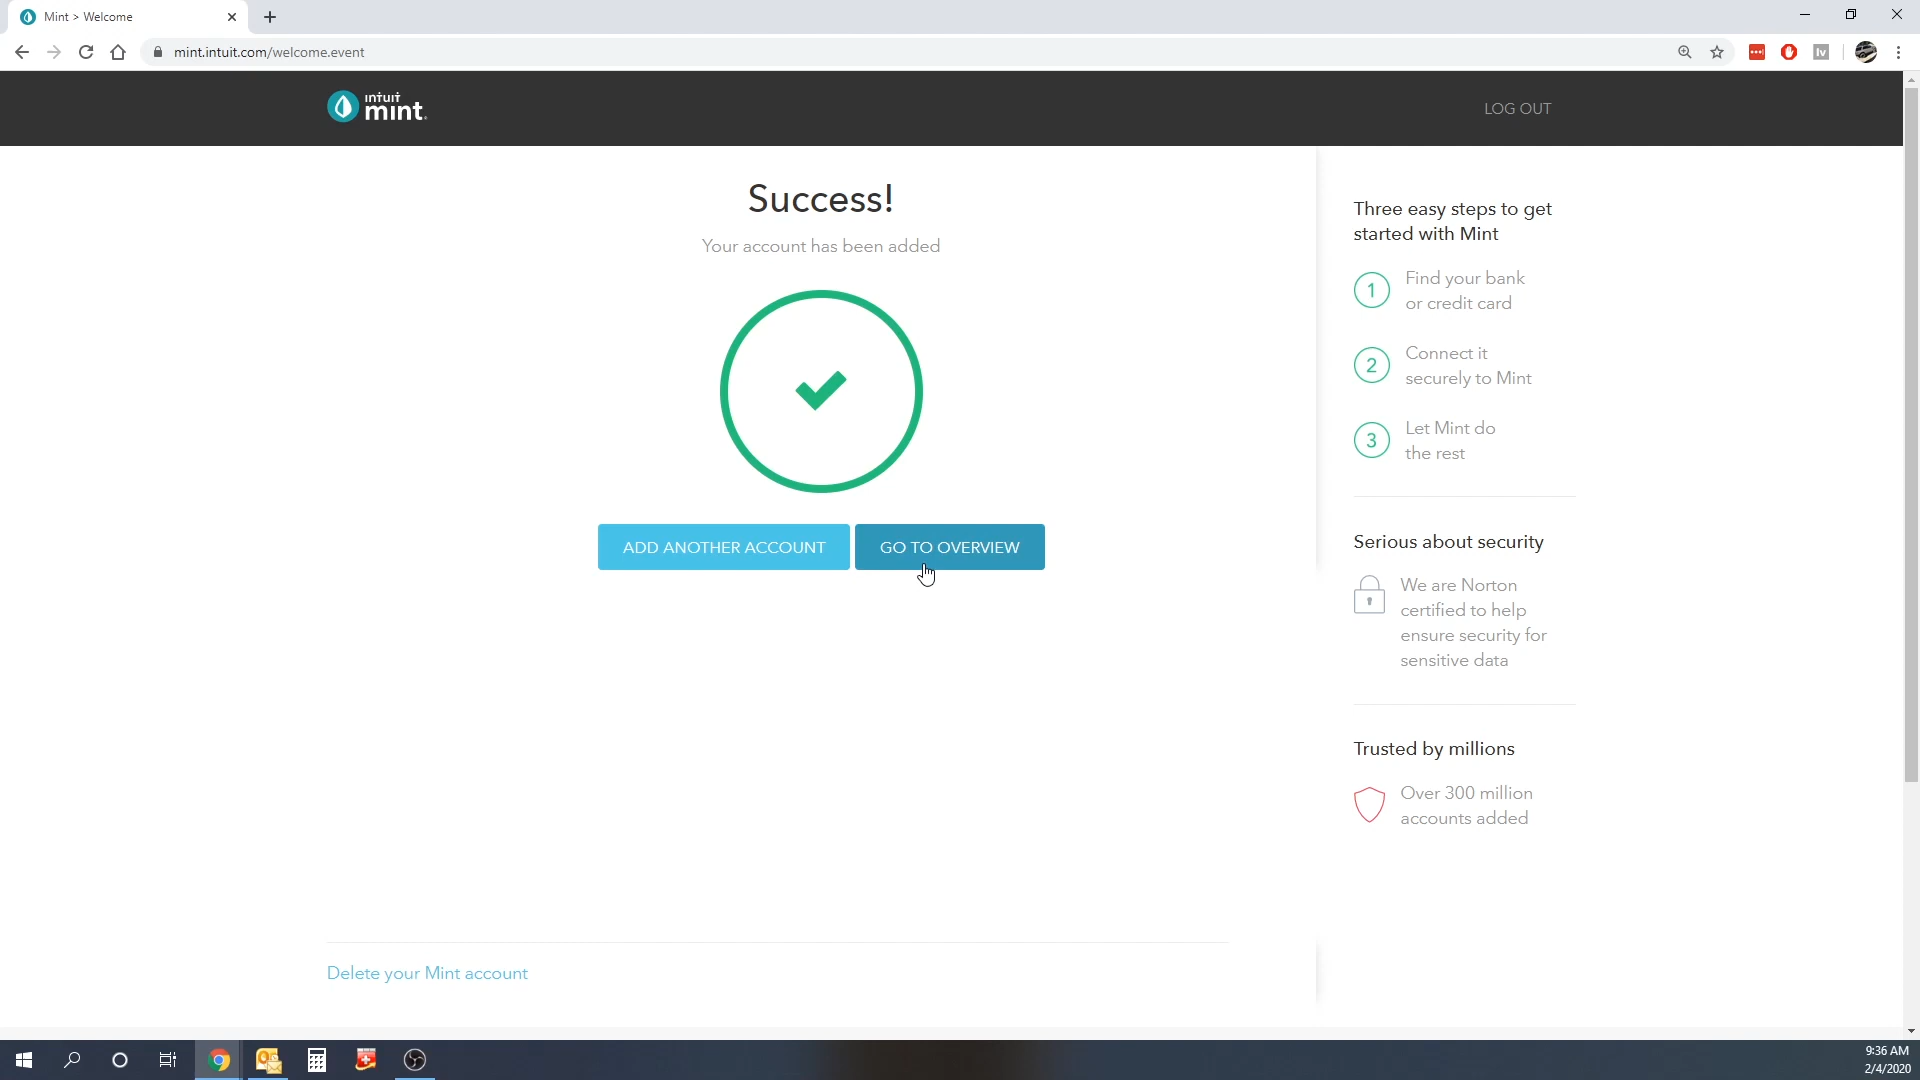 Mint > Welcome
mint.intuit.com/welcome.event
lv
intuit
mint.
LOG OUT
Success!
Your account has been added
ADD ANOTHER ACCOUNT
GO TO OVERVIEW
Three easy steps to get
started with Mint
1
Find your bank
or credit card
2
Connect it
securely to Mint
3
Let Mint do
the rest
Serious about security
We are Norton
certified to help
ensure security for
sensitive data
Trusted by millions
Over 300 million
accounts added
Delete your Mint account
9:36 AM
2/4/2020